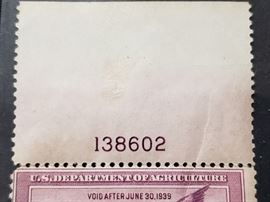 138602
U.S. DEPARTMENT OF AGRICULTURE
VOID AFTER JUNE 30, 1939